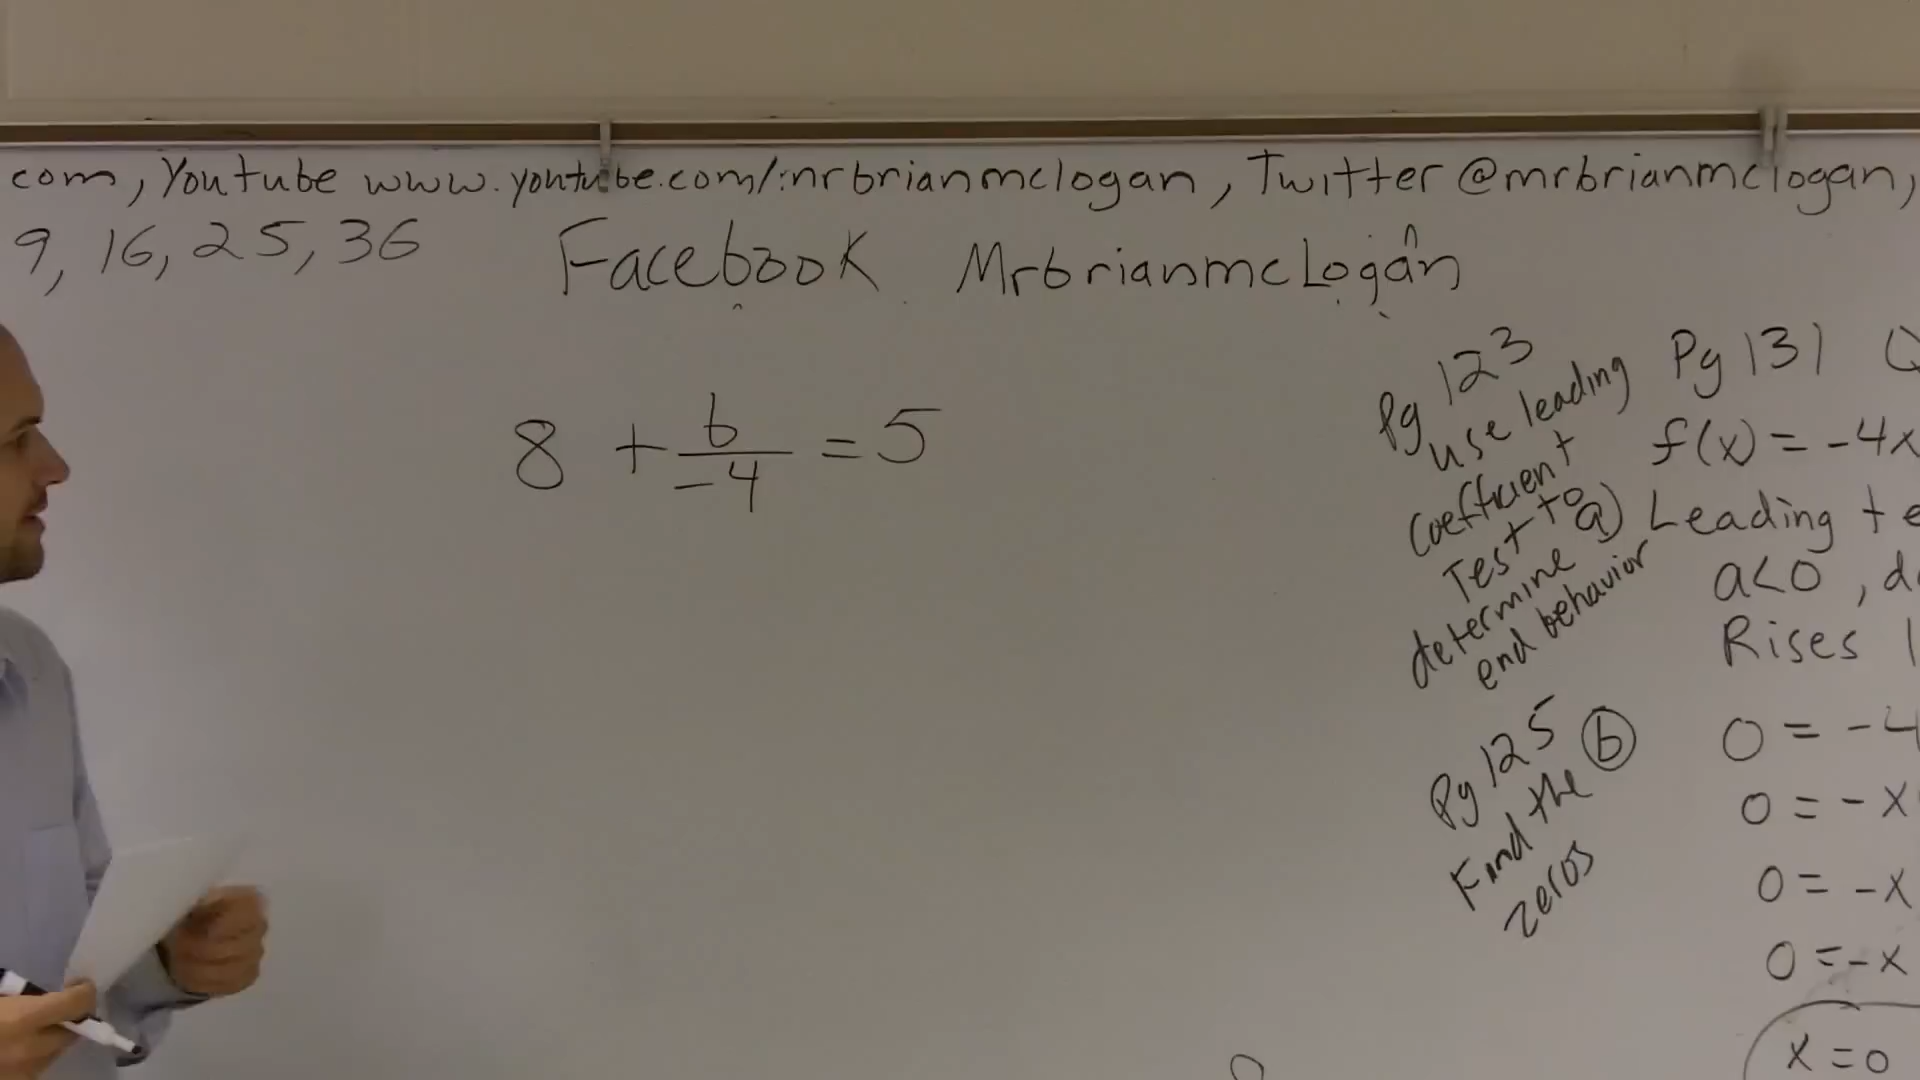 com, Youtube www.youtube.com/mrbrianmclogan, Twitter @mrbrianmclogan,
9, 16, 25, 36 Facebook MrbrianmcLogan
8 + b/-4 = 5
Pg 123
use leading
coefficient
Test to
determine
end behavior
Pg 125
Find the
zeros
Pg 131
f(x) = -4x
a) Leading te
a<0, de
Rises
b 0 = -4
0 = -x
0 = -x
0 = -x
x = 0